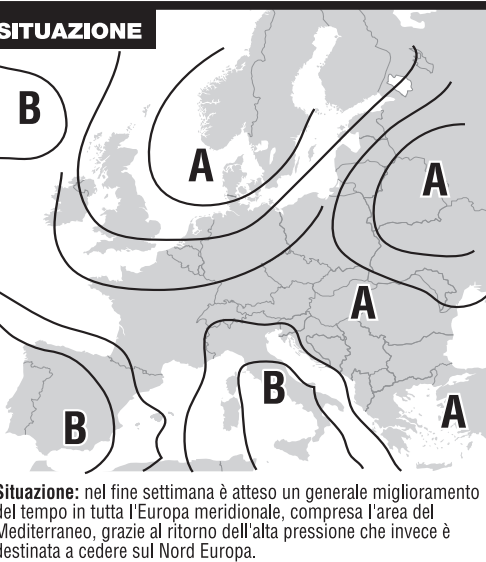 SITUAZIONE
B
A
A
A
B
B
A
Situazione: nel fine settimana è atteso un generale miglioramento
del tempo in tutta l'Europa meridionale, compresa l'area del
Mediterraneo, grazie al ritorno dell'alta pressione che invece è
destinata a cedere sul Nord Europa.